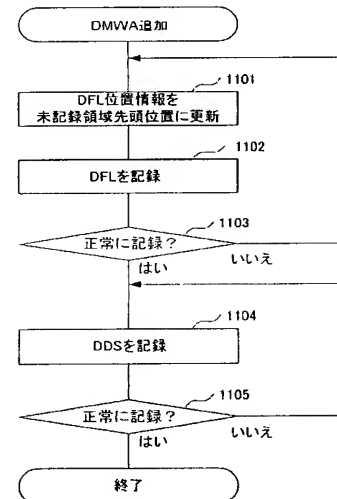 DMWA追加
1101
DFL位置情報を
未記録領域先頭位置に更新
1102
DFLを記録
1103
正常に記録？
はい
いいえ
1104
DDSを記録
1105
正常に記録？
はい
いいえ
終了